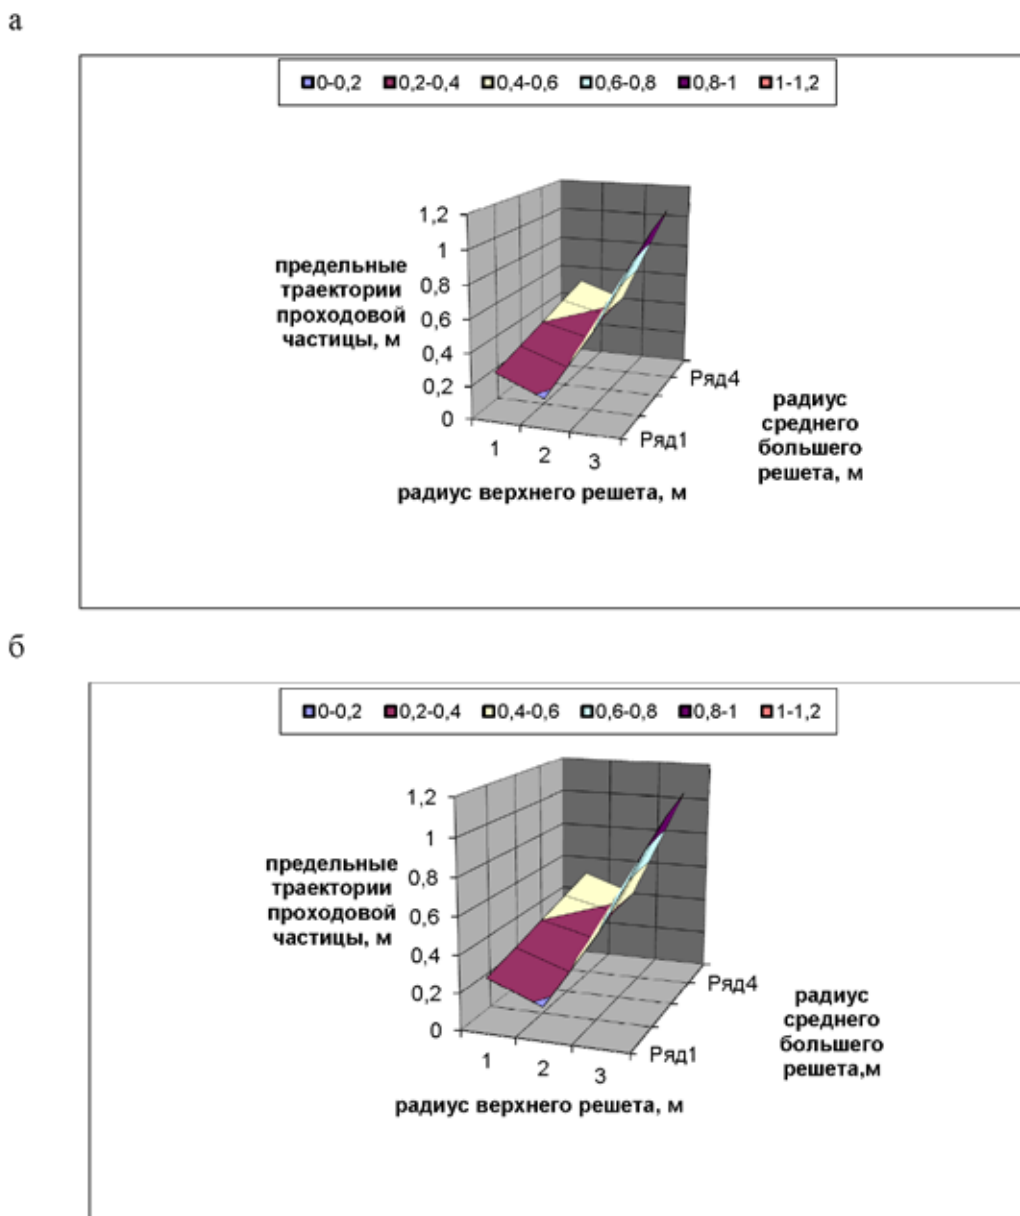 а
0-0,2 0,2-0,4 0,4-0,6 0,6-0,8 0,8-1 1-1,2
1,2
1
0,8
0,6
0,4
0,2
0
предельные
траектории
проходовой
частицы, м
1 2 3
радиус верхнего решета, м
Ряд4
Ряд1
радиус
среднего
большего
решета, м
б
0-0,2 0,2-0,4 0,4-0,6 0,6-0,8 0,8-1 1-1,2
1,2
1
0,8
0,6
0,4
0,2
0
предельные
траектории
проходовой
частицы, м
1 2 3
радиус верхнего решета, м
Ряд4
Ряд1
радиус
среднего
большего
решета,м